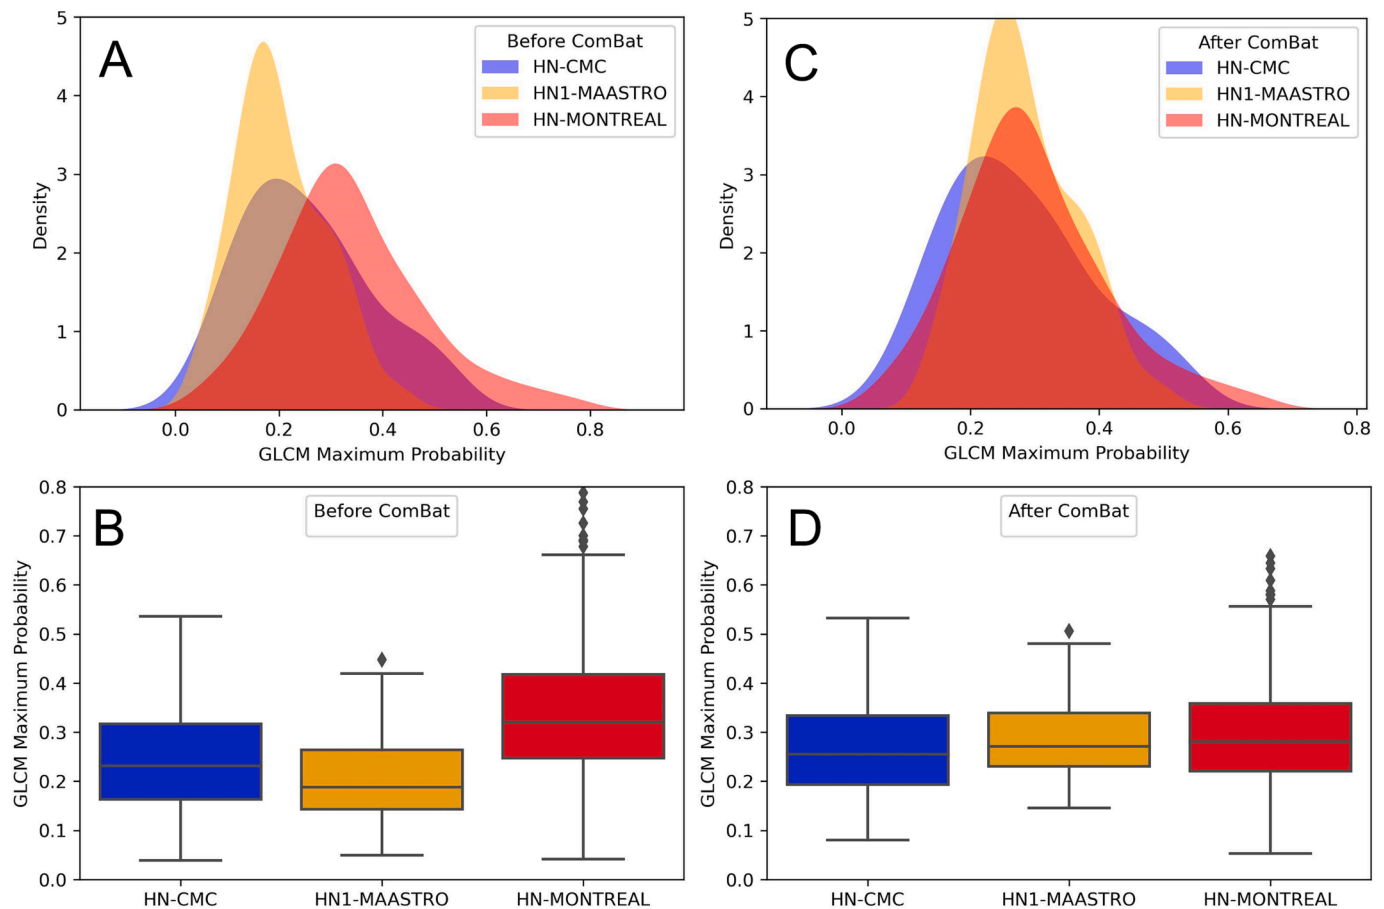 A
Before ComBat
HN-CMC
HN1-MAASTRO
HN-MONTREAL
Density
5
4
3
2
1
0
0.0 0.2 0.4 0.6 0.8
GLCM Maximum Probability
C
After ComBat
HN-CMC
HN1-MAASTRO
HN-MONTREAL
Density
5
4
3
2
1
0
0.0 0.2 0.4 0.6 0.8
GLCM Maximum Probability
B
Before ComBat
GLCM Maximum Probability
0.8
0.7
0.6
0.5
0.4
0.3
0.2
0.1
0.0
HN-CMC HN1-MAASTRO HN-MONTREAL
D
After ComBat
GLCM Maximum Probability
0.8
0.7
0.6
0.5
0.4
0.3
0.2
0.1
0.0
HN-CMC HN1-MAASTRO HN-MONTREAL